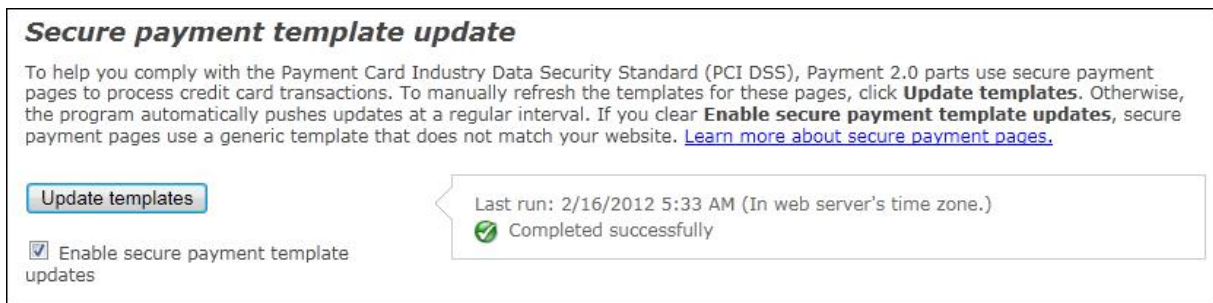 Secure payment template update
To help you comply with the Payment Card Industry Data Security Standard (PCI DSS), Payment 2.0 parts use secure payment
pages to process credit card transactions. To manually refresh the templates for these pages, click Update templates. Otherwise,
the program automatically pushes updates at a regular interval. If you clear Enable secure payment template updates, secure
payment pages use a generic template that does not match your website. Learn more about secure payment pages.
Update templates
Last run: 2/16/2012 5:33 AM (In web server's time zone.)
Completed successfully
Enable secure payment template
updates